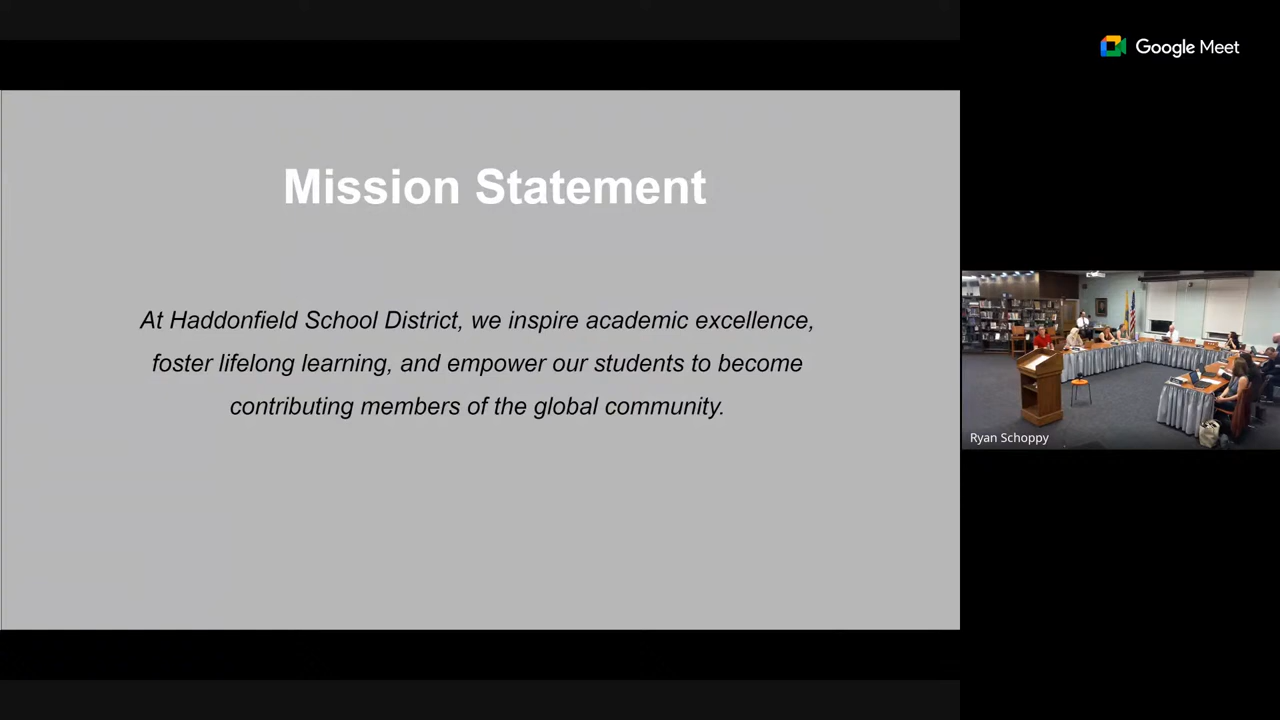 Google Meet
Mission Statement
At Haddonfield School District, we inspire academic excellence,
foster lifelong learning, and empower our students to become
contributing members of the global community.
Ryan Schoppy